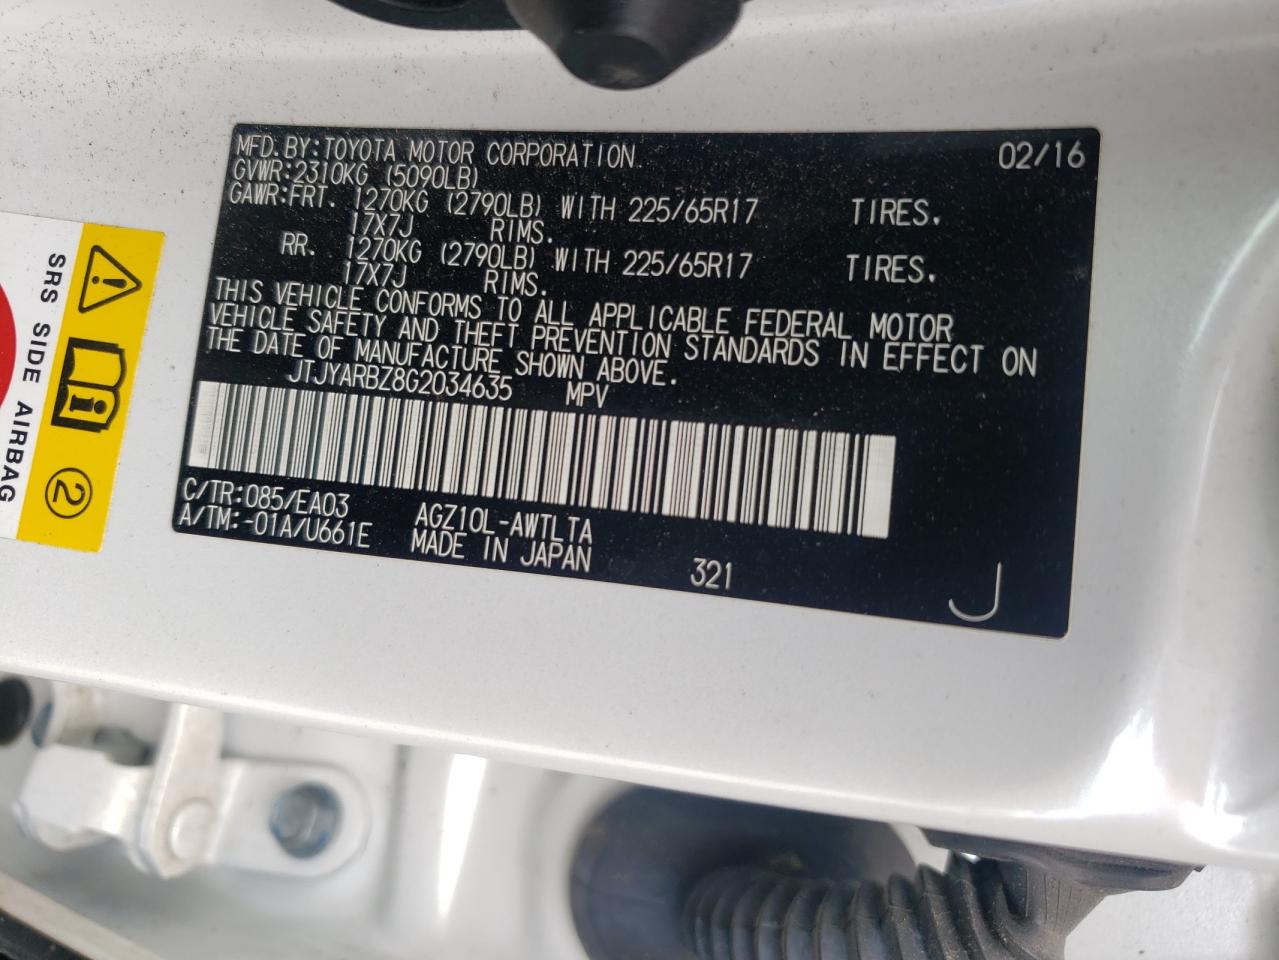 MFD. BY: TOYOTA MOTOR CORPORATION 02/16
GVWR: 2310KG (5090LB)
GAWR: FRT. 1270KG (2790LB) WITH 225/65R17 TIRES.
17X7J RIMS.
RR. 1270KG (2790LB) WITH 225/65R17 TIRES.
17X7J RIMS.
THIS VEHICLE CONFORMS TO ALL APPLICABLE FEDERAL MOTOR
VEHICLE SAFETY AND THEFT PREVENTION STANDARDS IN EFFECT ON
THE DATE OF MANUFACTURE SHOWN ABOVE.
JTJYARBZ8G2034635 MPV
C/TR: 085/EA03 AGZ10L-AWTLTA
A/TM: -01A/U661E MADE IN JAPAN 321
J
SRS SIDE AIRBAG
2